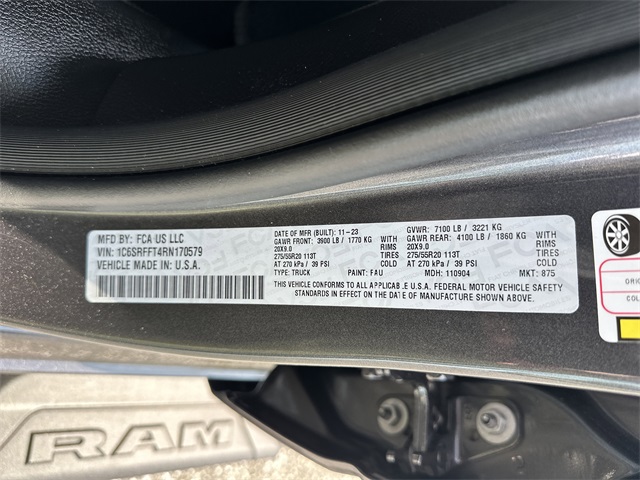 MFD BY: FCA US LLC
VIN: 1C6SRFFT4RN170579
VEHICLE MADE IN U.S.A.
DATE OF MFR (BUILT): 11-23
GAWR FRONT: 3900 LB / 1770 KG
20X9.0
275/55R20 113T
AT 270 kPa / 39 PSI
TYPE: TRUCK
WITH
RIMS
TIRES
COLD
PAINT: FAU
GVWR: 7100 LB / 3221 KG
GAWR REAR: 4100 LB / 1860 KG
20X9.0
275/55R20 113T
AT 270 kPa / 39 PSI
MDH: 110904
WITH
RIMS
TIRES
COLD
MKT: 875
THIS VEHICLE CONFORMS TO ALL APPLICABLE U.S.A. FEDERAL MOTOR VEHICLE SAFETY
STANDARDS IN EFFECT ON THE DATE OF MANUFACTURE SHOWN ABOVE.
ORIG
COL
RAM